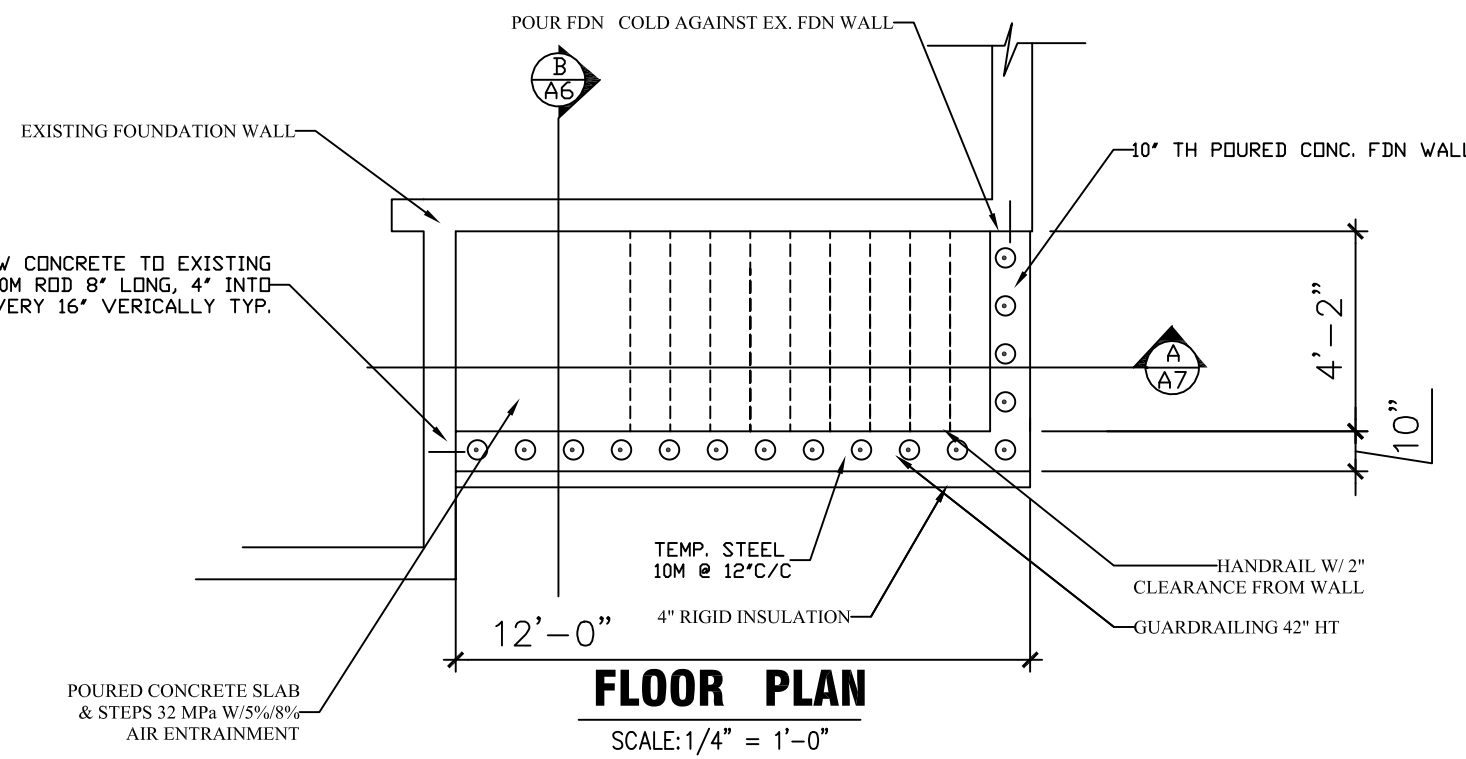 POUR FDN COLD AGAINST EX. FDN WALL
B
A6
EXISTING FOUNDATION WALL
10" TH POURED CONC. FDN WALL
CONCRETE TO EXISTING
ROD 8" LONG, 4" INTO
16" VERICALLY TYP.
A
A7
4'-2"
10"
TEMP. STEEL
10M @ 12"C/C
HANDRAIL W/ 2"
CLEARANCE FROM WALL
4" RIGID INSULATION
GUARDRAILING 42" HT
12'-0"
POURED CONCRETE SLAB
& STEPS 32 MPa W/5%/8%
AIR ENTRAINMENT
FLOOR PLAN
SCALE:1/4" = 1'-0"